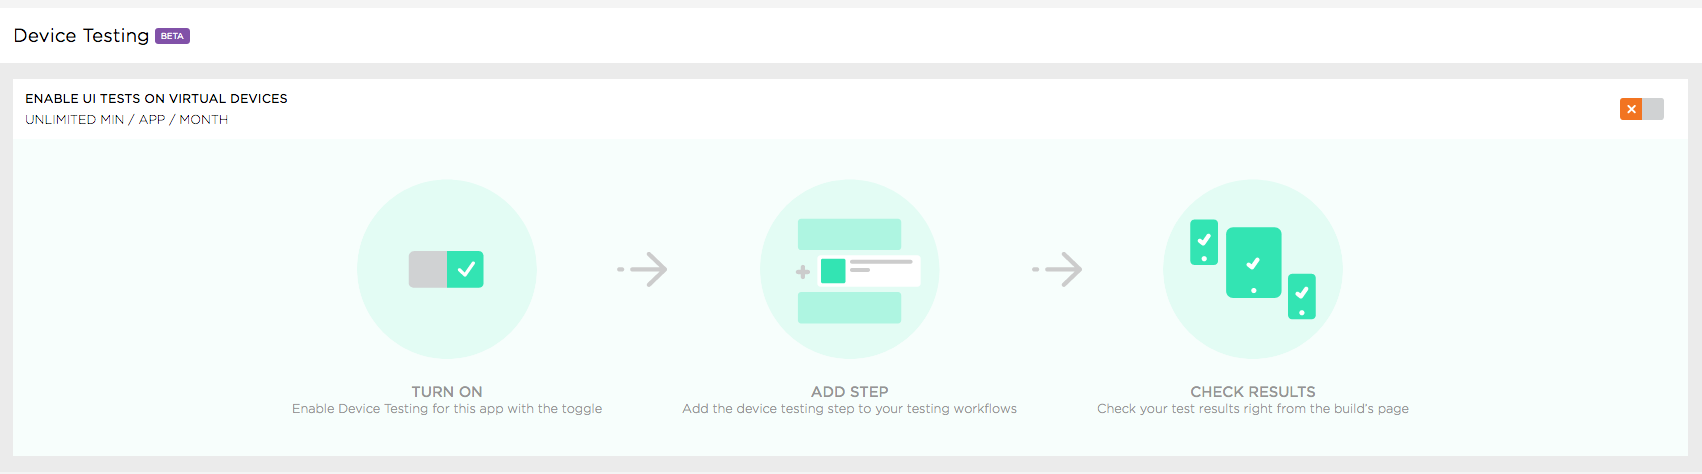 Device Testing BETA
ENABLE UI TESTS ON VIRTUAL DEVICES
UNLIMITED MIN / APP / MONTH
TURN ON
Enable Device Testing for this app with the toggle
ADD STEP
Add the device testing step to your testing workflows
CHECK RESULTS
Check your test results right from the build's page